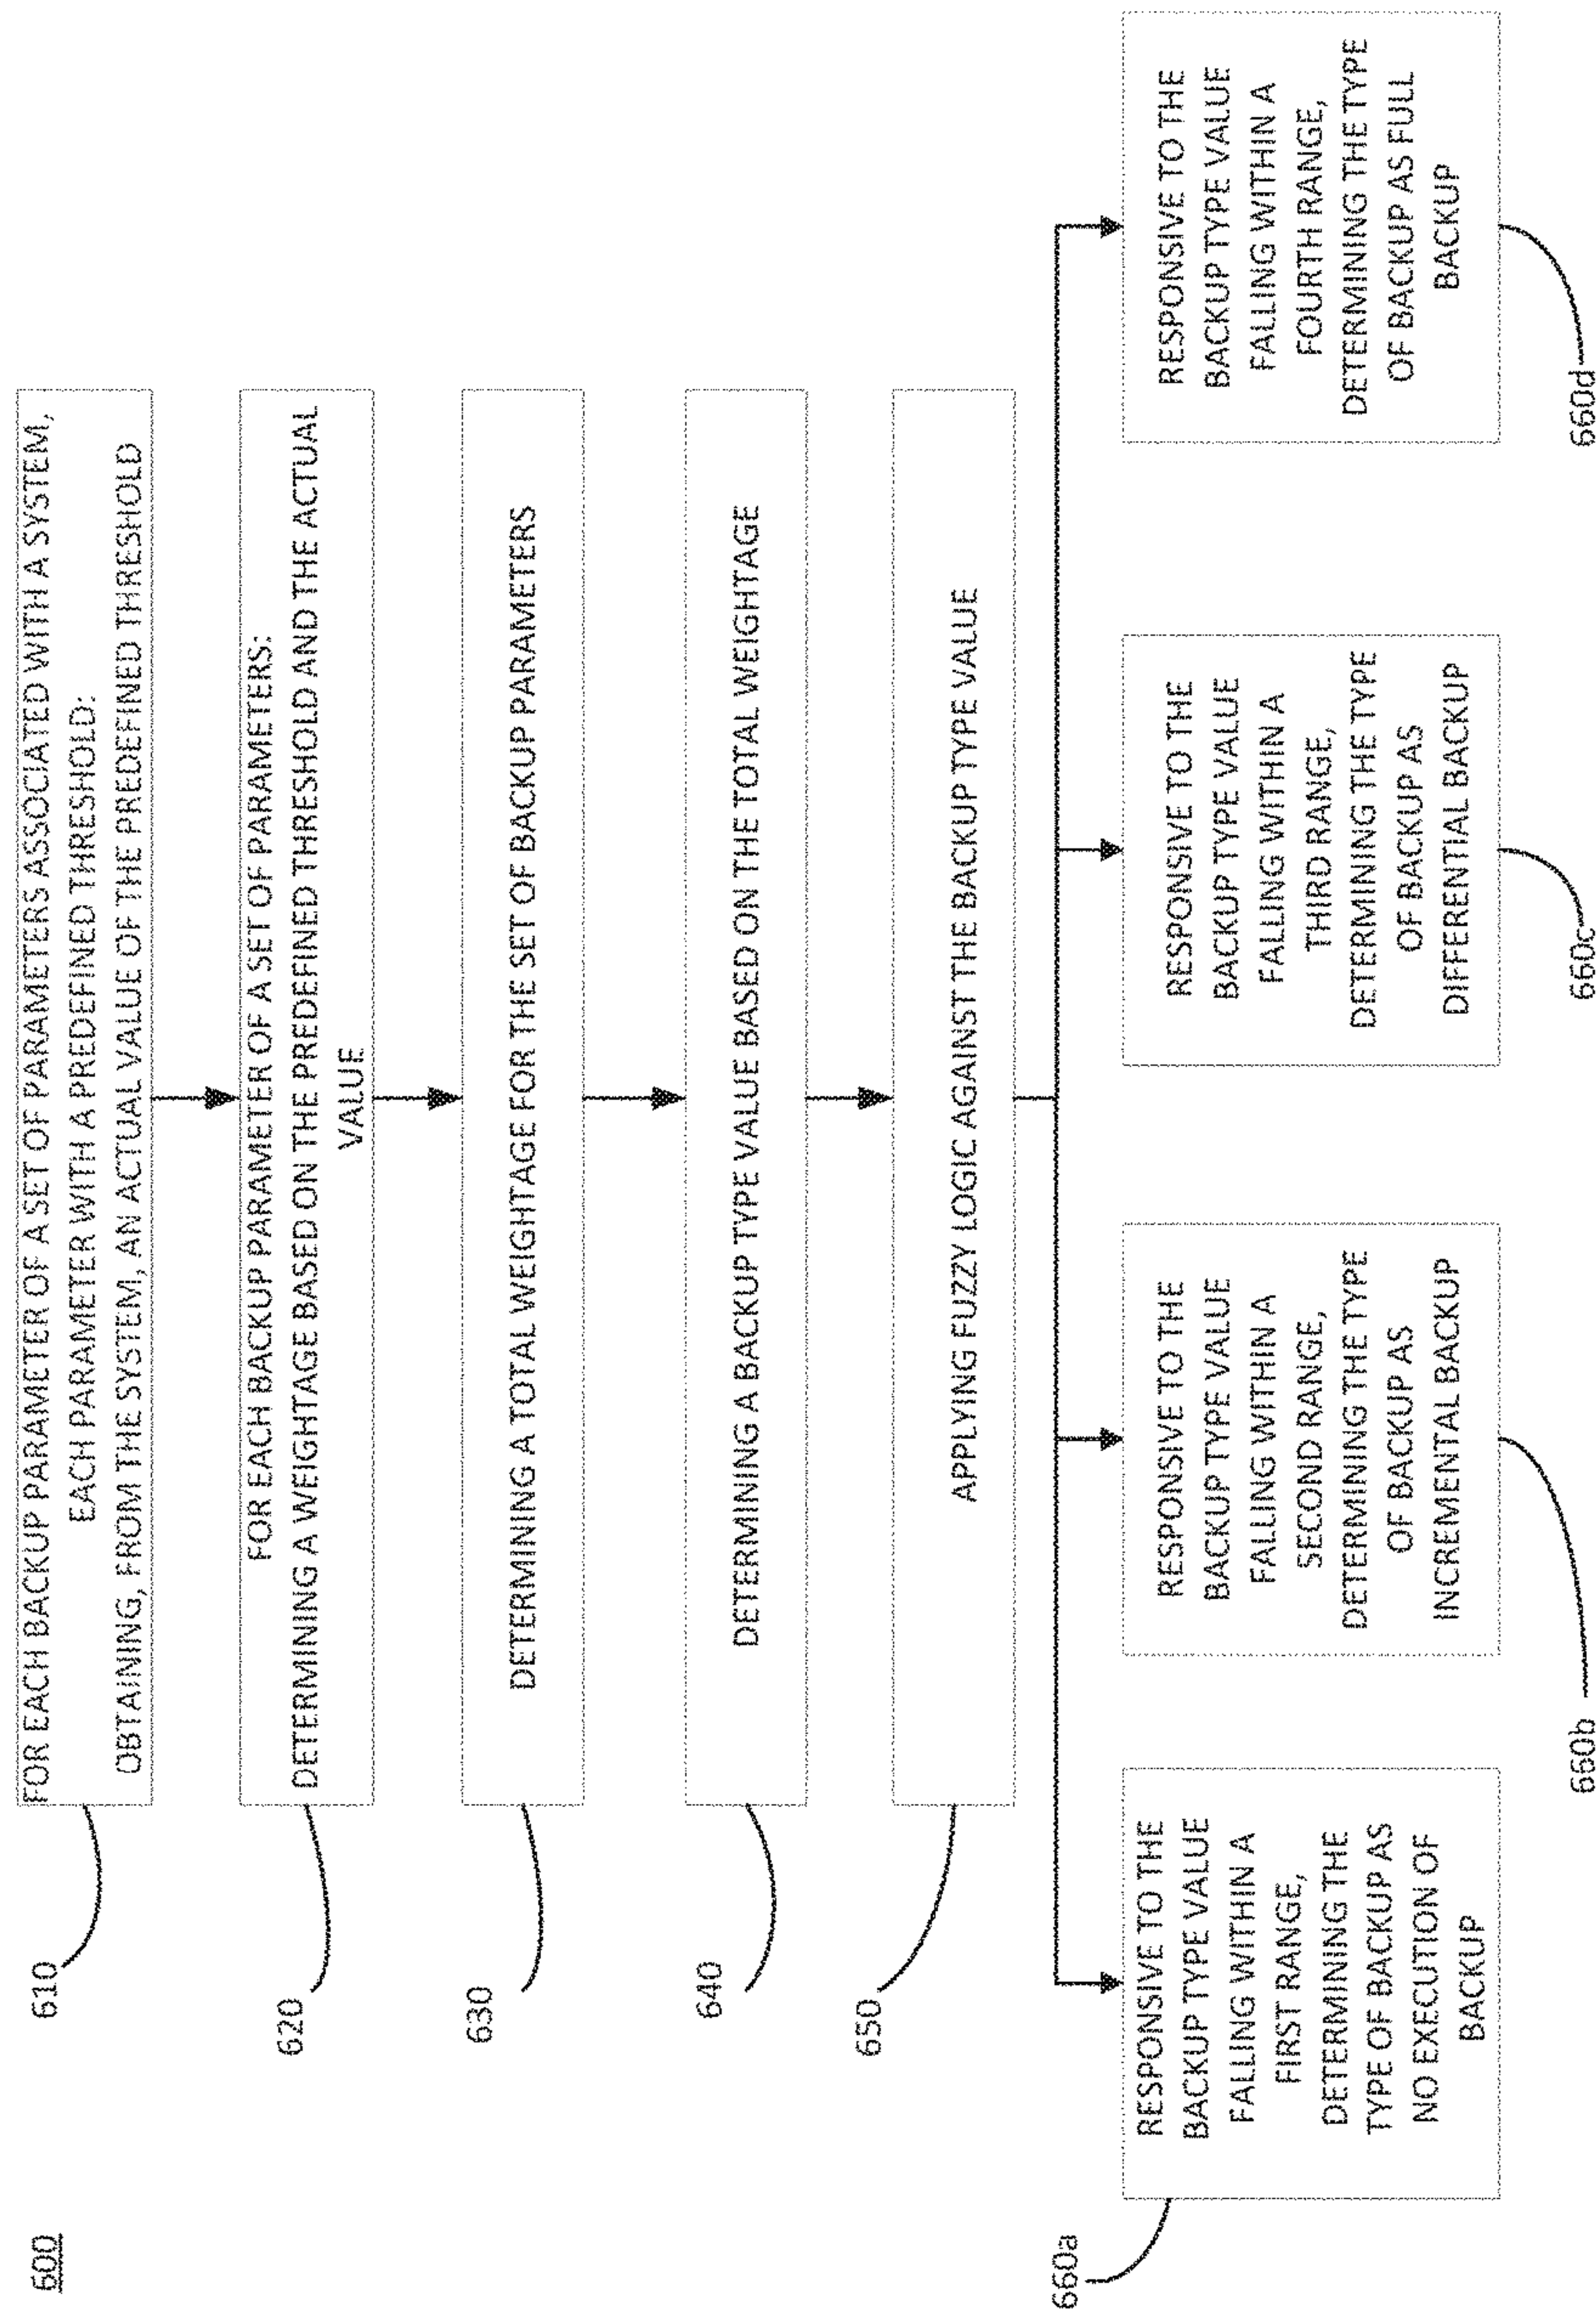 600
610
FOR EACH BACKUP PARAMETER OF A SET OF PARAMETERS ASSOCIATED WITH A SYSTEM,
EACH PARAMETER WITH A PREDEFINED THRESHOLD:
OBTAINING, FROM THE SYSTEM, AN ACTUAL VALUE OF THE PREDEFINED THRESHOLD
620
FOR EACH BACKUP PARAMETER OF A SET OF PARAMETERS:
DETERMINING A WEIGHTAGE BASED ON THE PREDEFINED THRESHOLD AND THE ACTUAL
VALUE
630
DETERMINING A TOTAL WEIGHTAGE FOR THE SET OF BACKUP PARAMETERS
640
DETERMINING A BACKUP TYPE VALUE BASED ON THE TOTAL WEIGHTAGE
650
APPLYING FUZZY LOGIC AGAINST THE BACKUP TYPE VALUE
660a
RESPONSIVE TO THE
BACKUP TYPE VALUE
FALLING WITHIN A
FIRST RANGE,
DETERMINING THE
TYPE OF BACKUP AS
NO EXECUTION OF
BACKUP
RESPONSIVE TO THE
BACKUP TYPE VALUE
FALLING WITHIN A
SECOND RANGE,
DETERMINING THE TYPE
OF BACKUP AS
INCREMENTAL BACKUP
660b
RESPONSIVE TO THE
BACKUP TYPE VALUE
FALLING WITHIN A
THIRD RANGE,
DETERMINING THE TYPE
OF BACKUP AS
DIFFERENTIAL BACKUP
660c
RESPONSIVE TO THE
BACKUP TYPE VALUE
FALLING WITHIN A
FOURTH RANGE,
DETERMINING THE TYPE
OF BACKUP AS FULL
BACKUP
660d